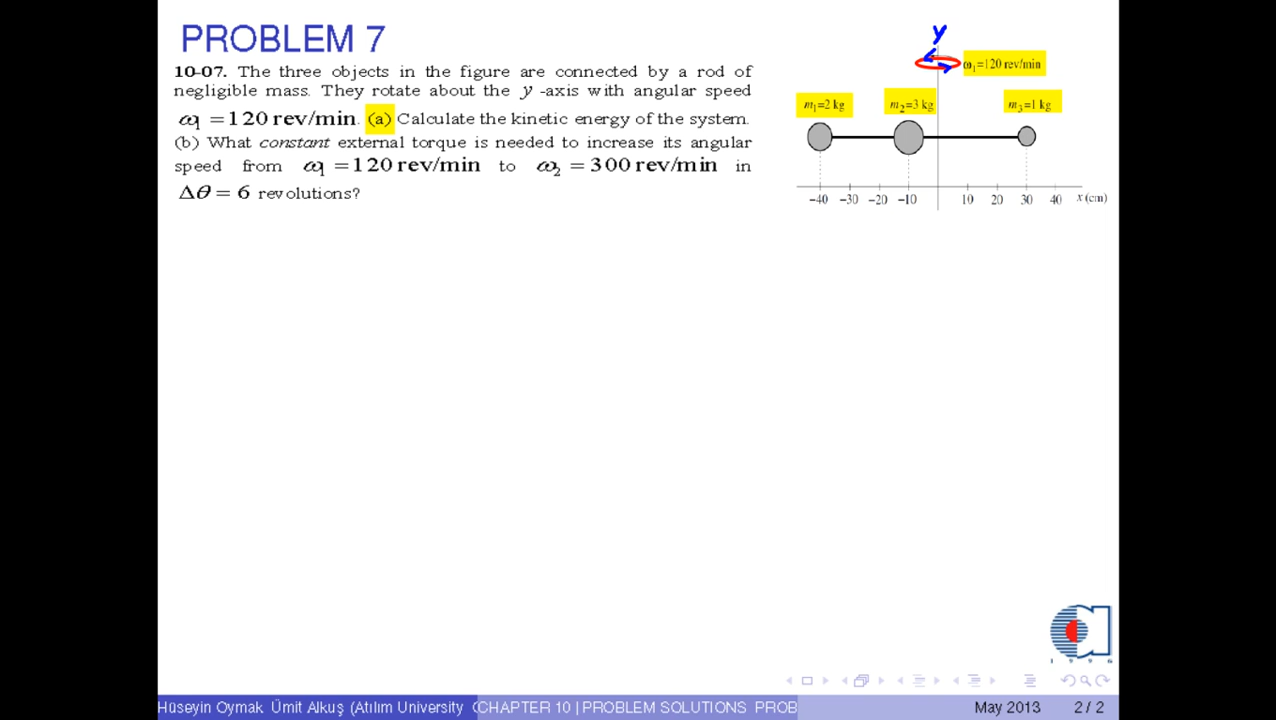 PROBLEM 7
10-07. The three objects in the figure are connected by a rod of
negligible mass. They rotate about the y -axis with angular speed
ω₁ = 120 rev/min. (a) Calculate the kinetic energy of the system.
(b) What constant external torque is needed to increase its angular
speed from ω₁ = 120 rev/min to ω₂ = 300 rev/min in
Δθ = 6 revolutions?
y
ω₁=120 rev/min
m₁=2 kg m₂=3 kg m₃=1 kg
−40 −30 −20 −10 10 20 30 40 x (cm)
1 9 9 6
Hüseyin Oymak Ümit Alkuş (Atılım University CHAPTER 10 | PROBLEM SOLUTIONS PROB May 2013 2 / 2